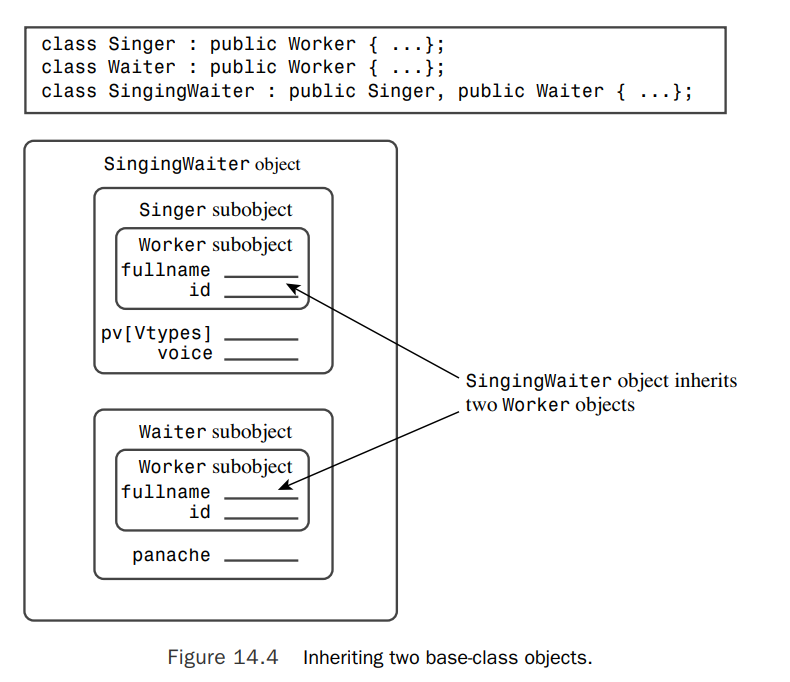 class Singer : public Worker { ...};
class Waiter : public Worker { ...};
class SingingWaiter : public Singer, public Waiter { ...};
SingingWaiter object
Singer subobject
Worker subobject
fullname
id
pv[Vtypes]
voice
SingingWaiter object inherits
two Worker objects
Waiter subobject
Worker subobject
fullname
id
panache
Figure 14.4 Inheriting two base-class objects.